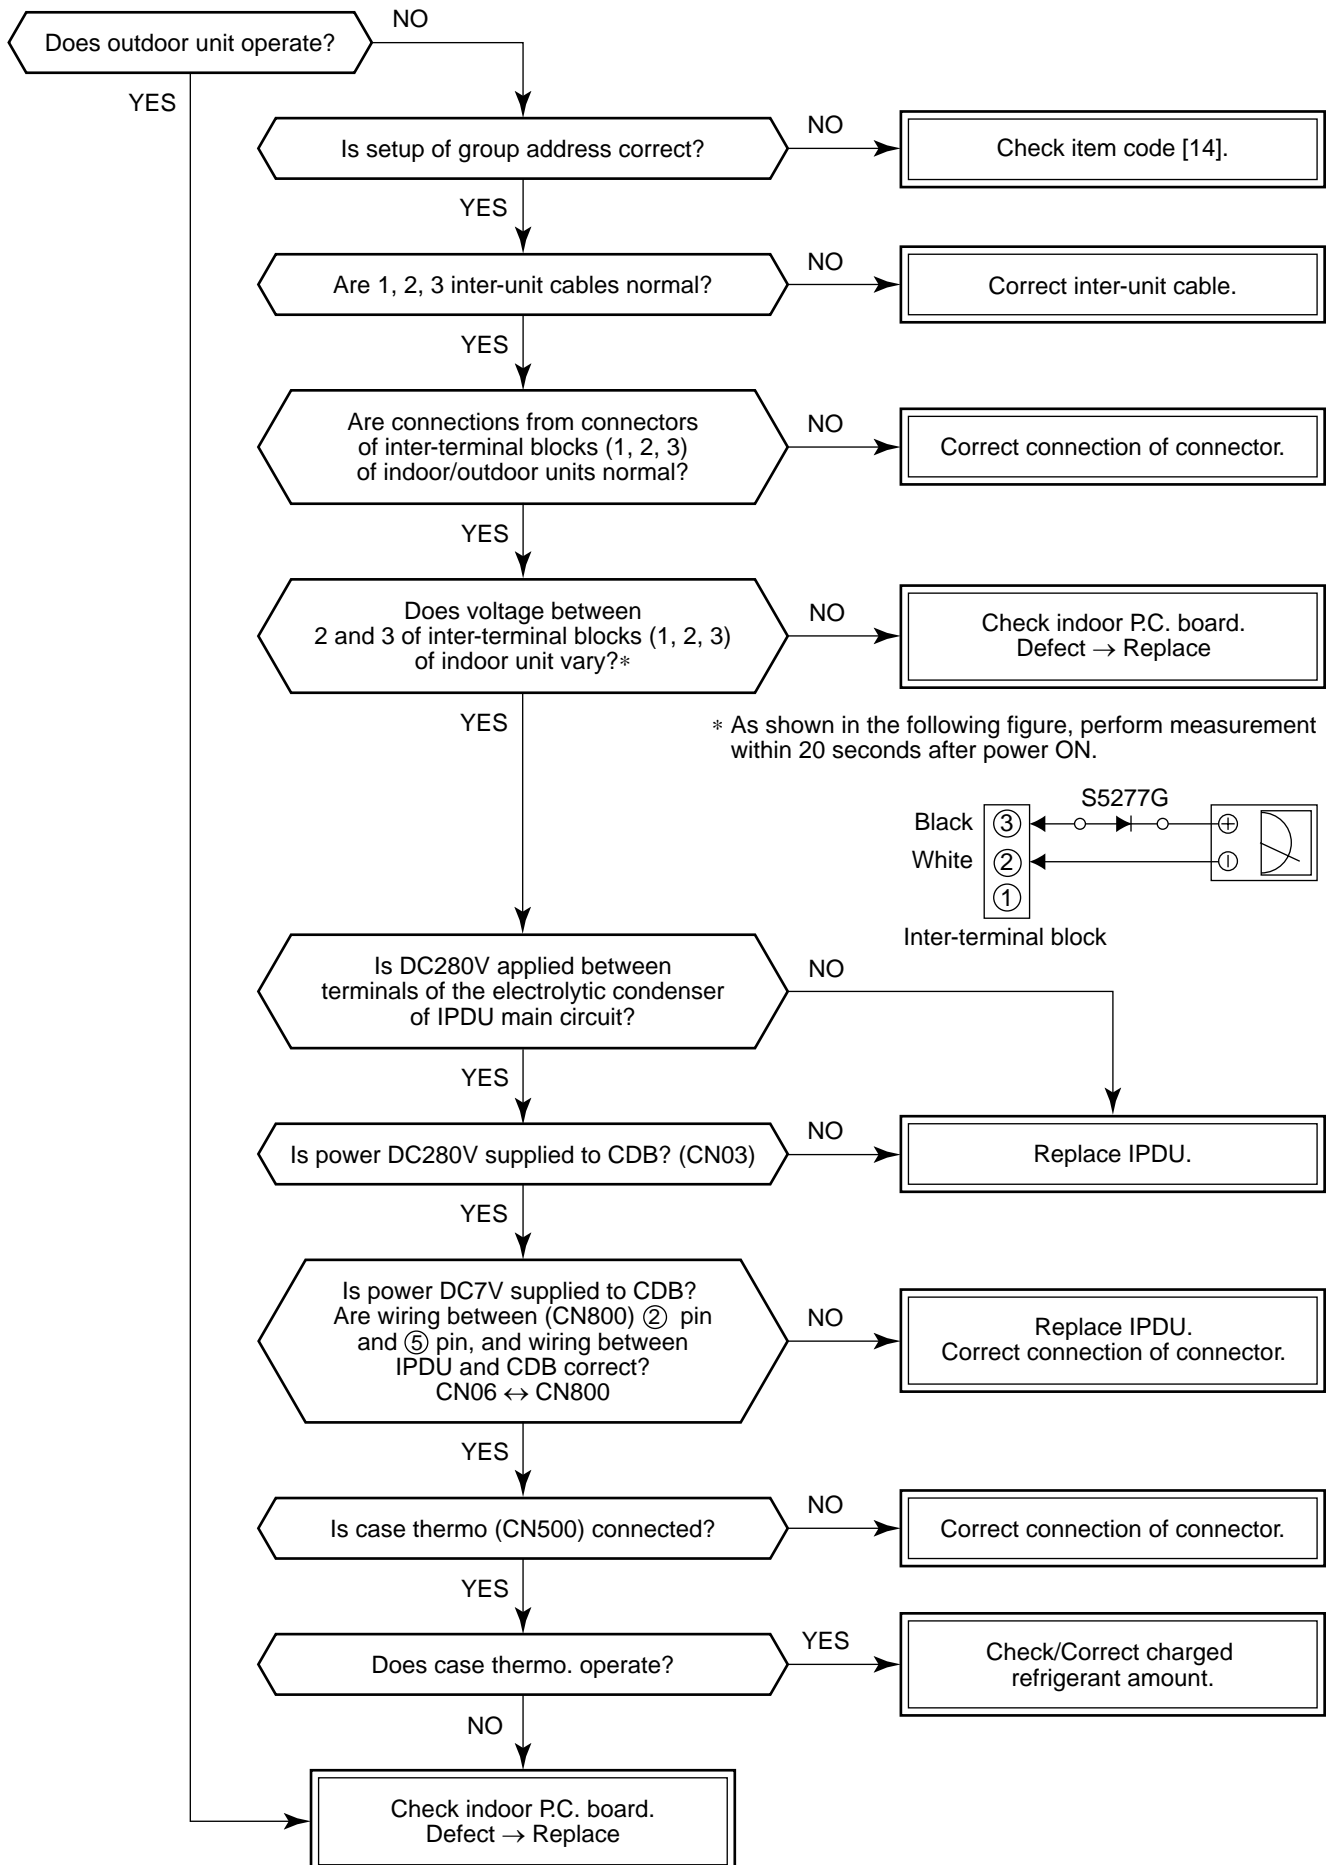 NO
Does outdoor unit operate?
YES
Is setup of group address correct?
NO
Check item code [14].
YES
Are 1, 2, 3 inter-unit cables normal?
NO
Correct inter-unit cable.
YES
Are connections from connectors
of inter-terminal blocks (1, 2, 3)
of indoor/outdoor units normal?
NO
Correct connection of connector.
YES
Does voltage between
2 and 3 of inter-terminal blocks (1, 2, 3)
of indoor unit vary?*
NO
Check indoor P.C. board.
Defect → Replace
YES
* As shown in the following figure, perform measurement
within 20 seconds after power ON.
S5277G
Black ③ +
White ② −
①
Inter-terminal block
Is DC280V applied between
terminals of the electrolytic condenser
of IPDU main circuit?
NO
YES
Is power DC280V supplied to CDB? (CN03)
NO
Replace IPDU.
YES
Is power DC7V supplied to CDB?
Are wiring between (CN800) ② pin
and ⑤ pin, and wiring between
IPDU and CDB correct?
CN06 ↔ CN800
NO
Replace IPDU.
Correct connection of connector.
YES
Is case thermo (CN500) connected?
NO
Correct connection of connector.
YES
Does case thermo. operate?
YES
Check/Correct charged
refrigerant amount.
NO
Check indoor P.C. board.
Defect → Replace